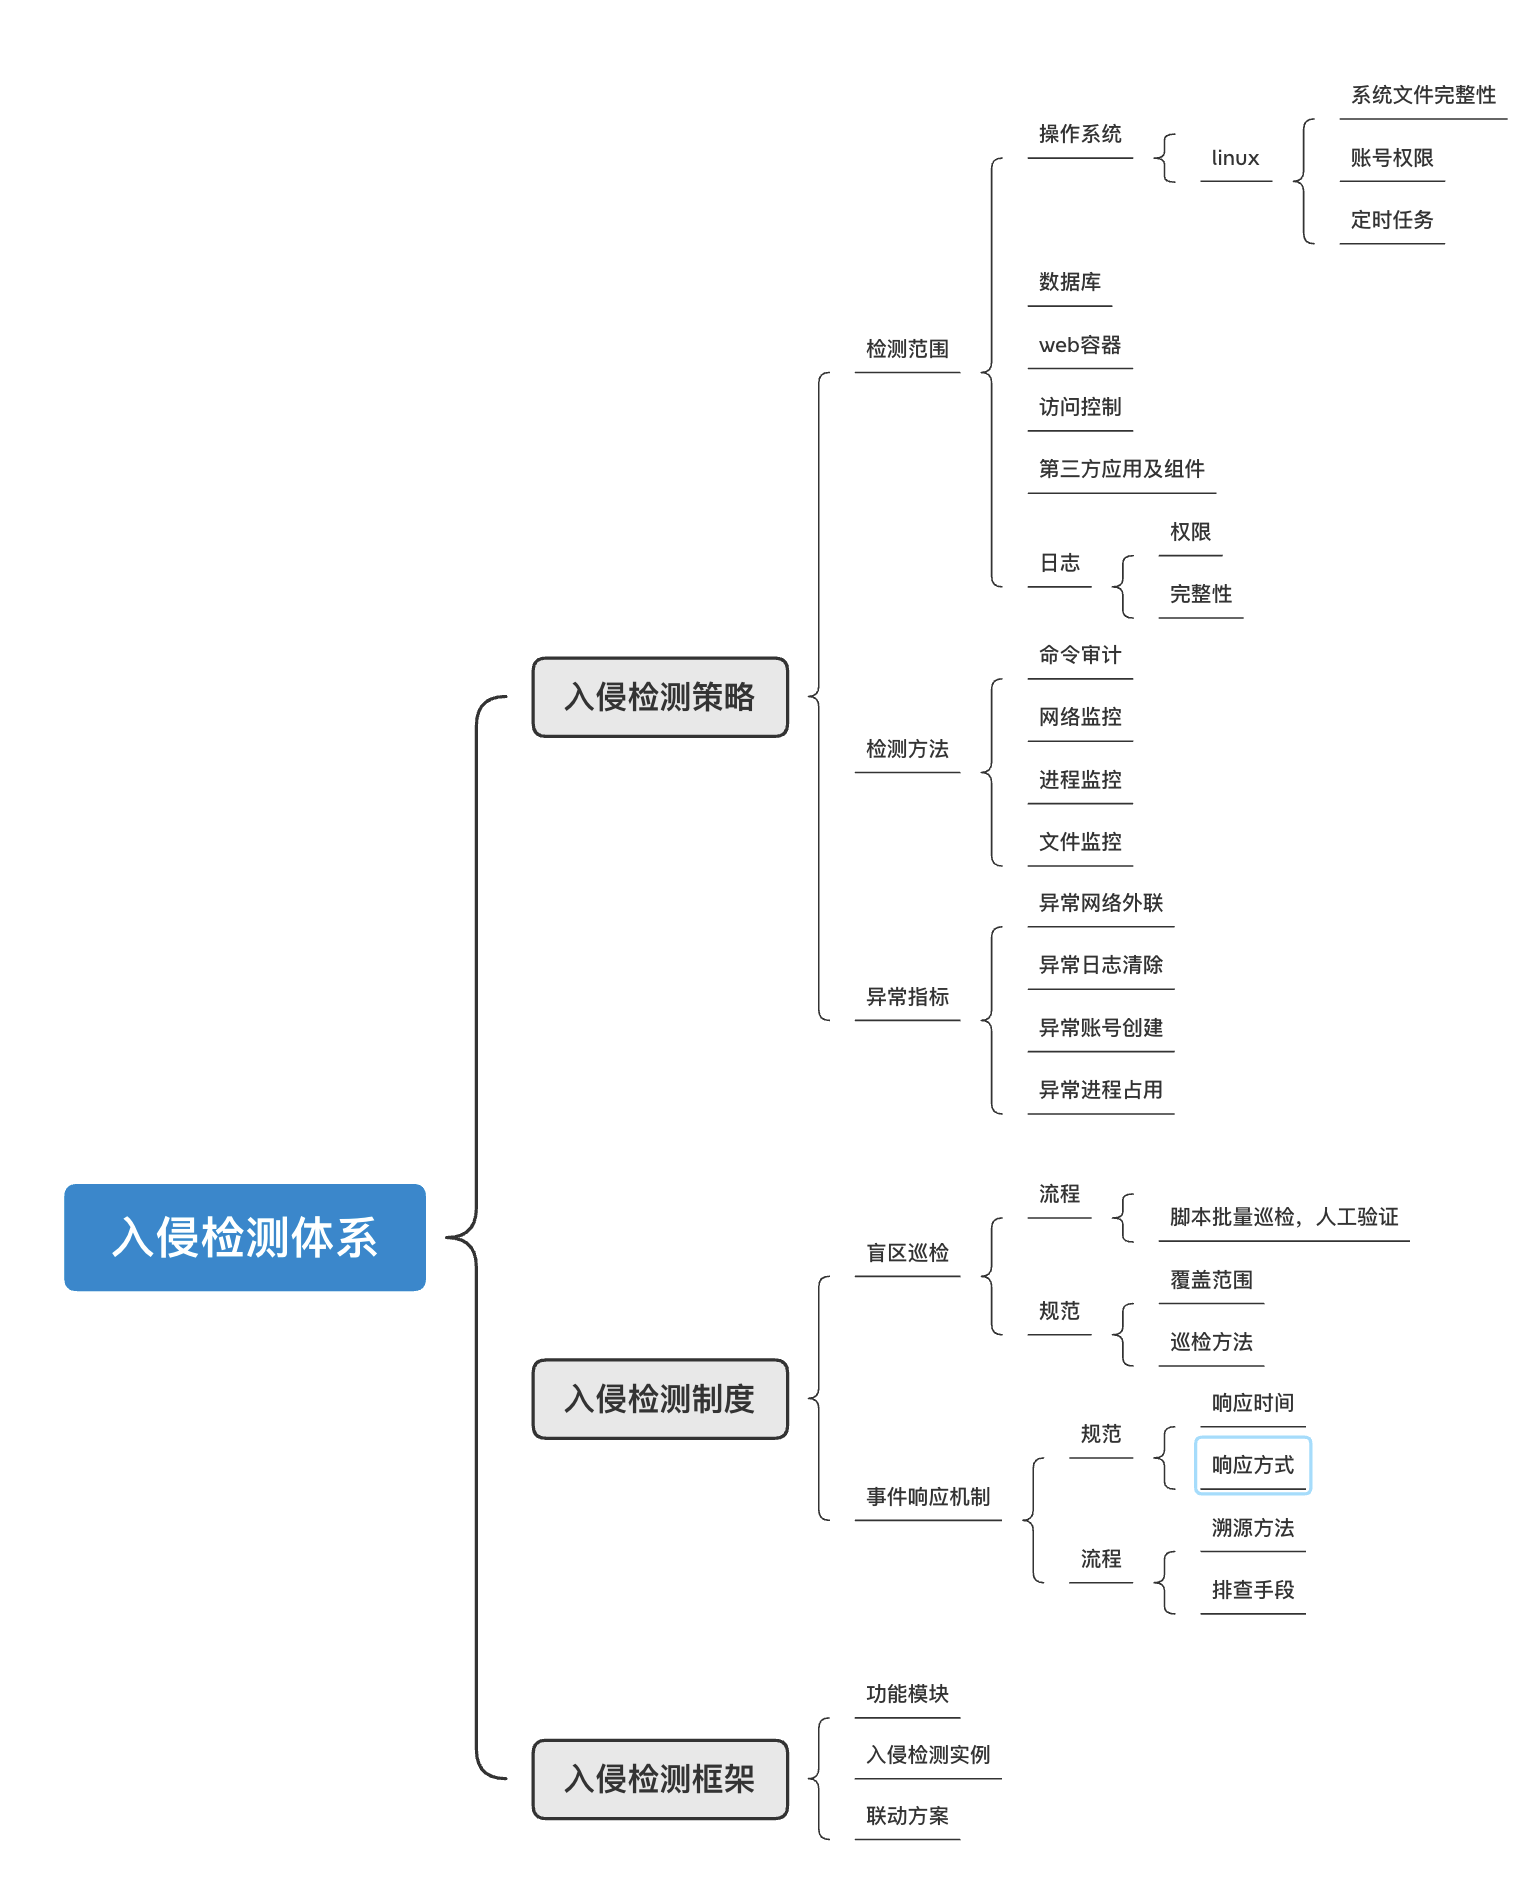 系统文件完整性
操作系统
linux
账号权限
定时任务
数据库
检测范围
web容器
访问控制
第三方应用及组件
权限
日志
完整性
命令审计
入侵检测策略
网络监控
检测方法
进程监控
文件监控
异常网络外联
异常日志清除
异常指标
异常账号创建
异常进程占用
流程
脚本批量巡检，人工验证
入侵检测体系
盲区巡检
覆盖范围
规范
巡检方法
入侵检测制度
响应时间
规范
响应方式
事件响应机制
溯源方法
流程
排查手段
功能模块
入侵检测实例
入侵检测框架
联动方案